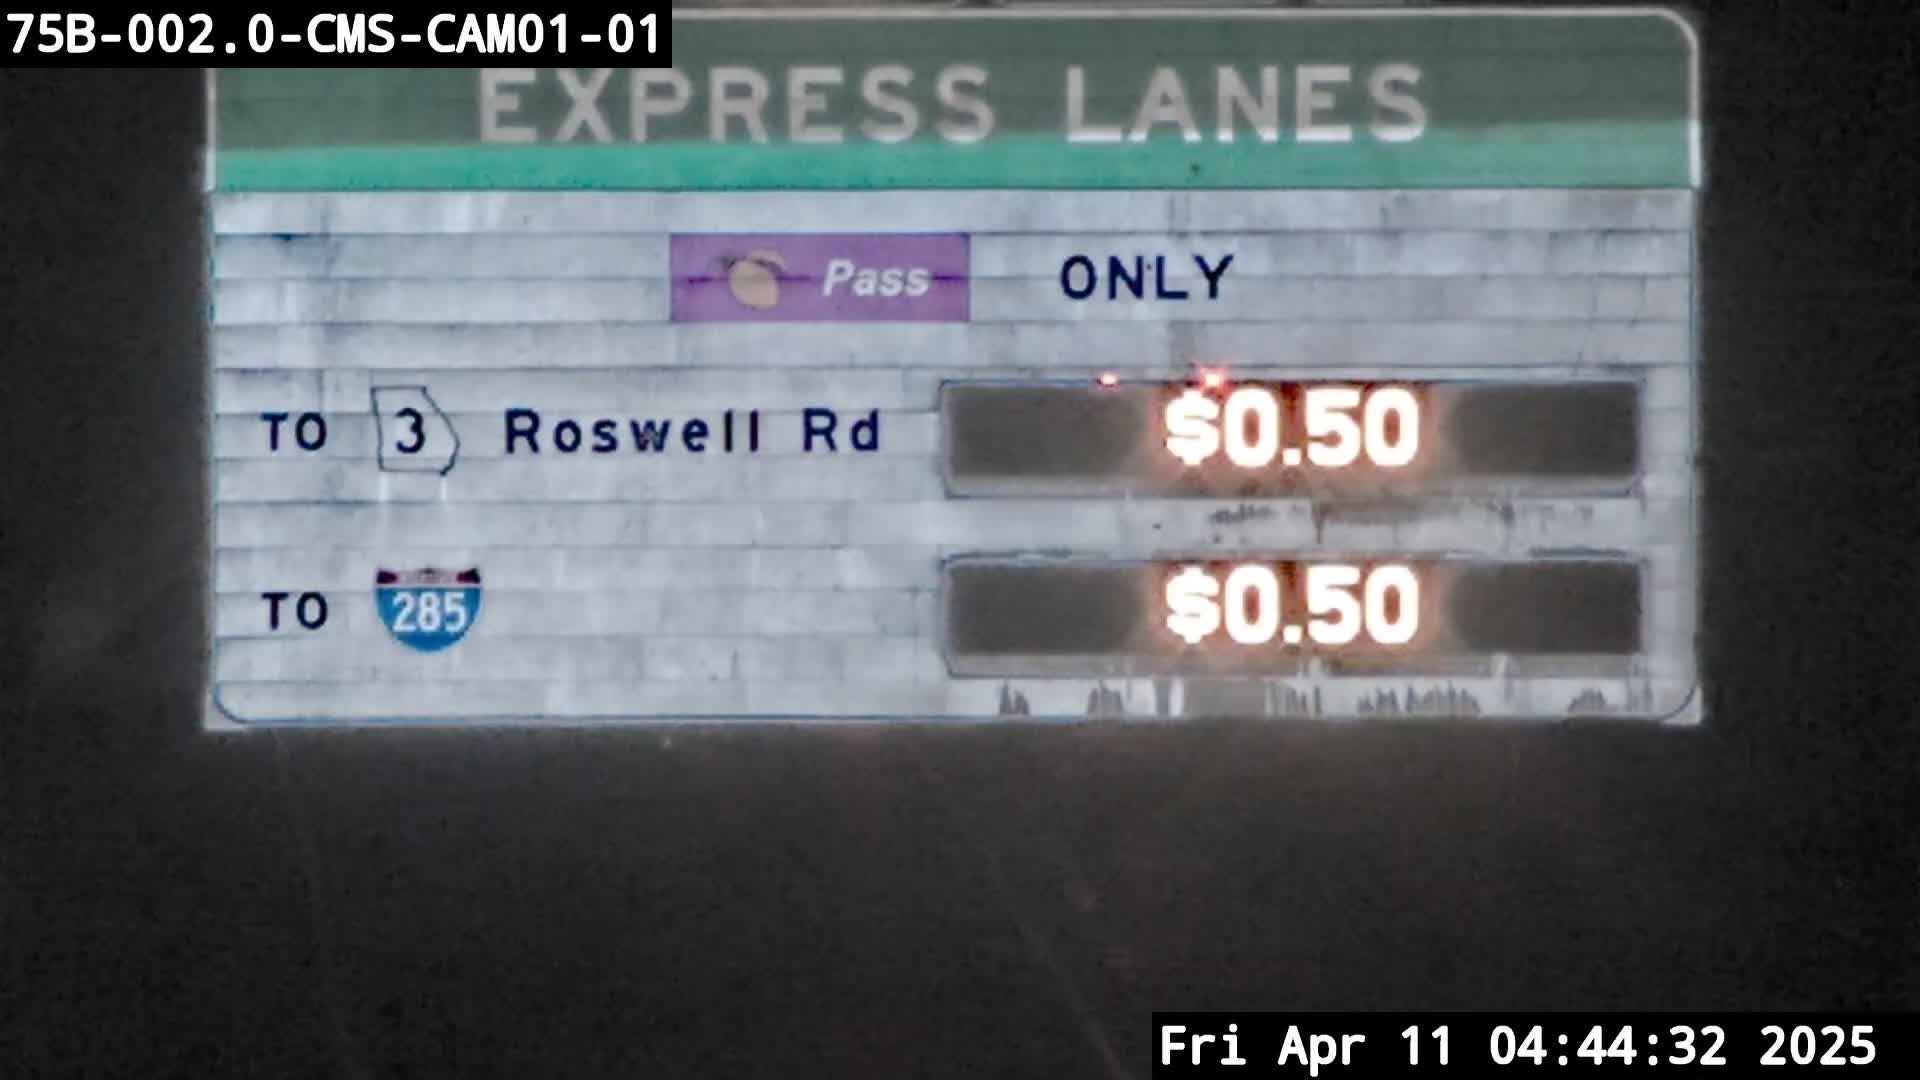 75B-002.0-CMS-CAM01-01
EXPRESS LANES
Pass ONLY
TO 3 Roswell Rd $0.50
TO 285 $0.50
Fri Apr 11 04:44:32 2025